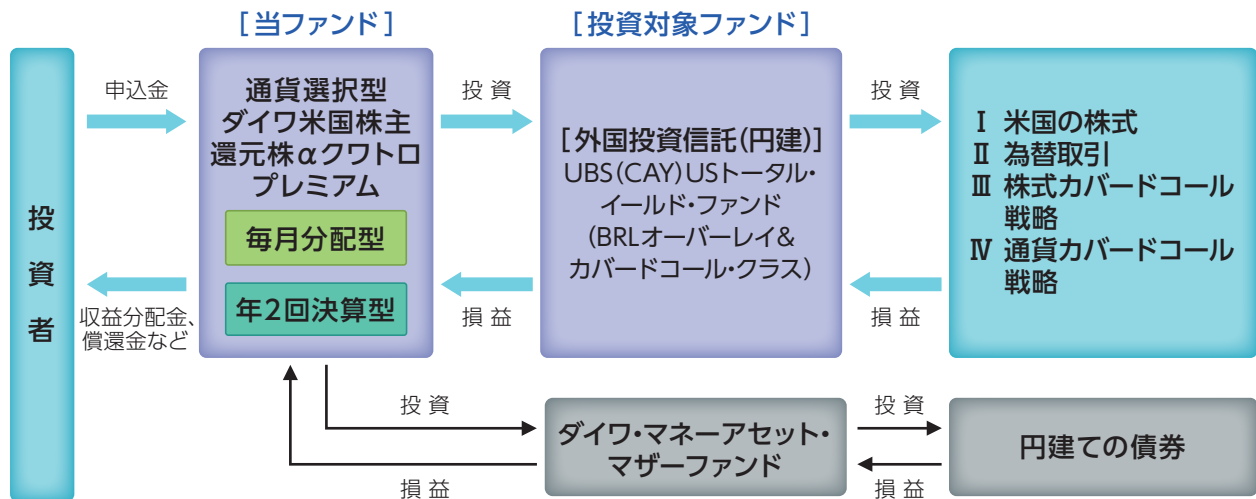 [当ファンド]
[投資対象ファンド]
投資者
申込金
収益分配金、
償還金など
通貨選択型
ダイワ米国株主
還元株αクワトロ
プレミアム
毎月分配型
年2回決算型
投 資
損 益
[外国投資信託(円建)]
UBS(CAY)USトータル・
イールド・ファンド
(BRLオーバーレイ&
カバードコール・クラス)
投 資
損 益
Ⅰ 米国の株式
Ⅱ 為替取引
Ⅲ 株式カバードコール
戦略
Ⅳ 通貨カバードコール
戦略
投 資
損 益
ダイワ・マネーアセット・
マザーファンド
投 資
損 益
円建ての債券